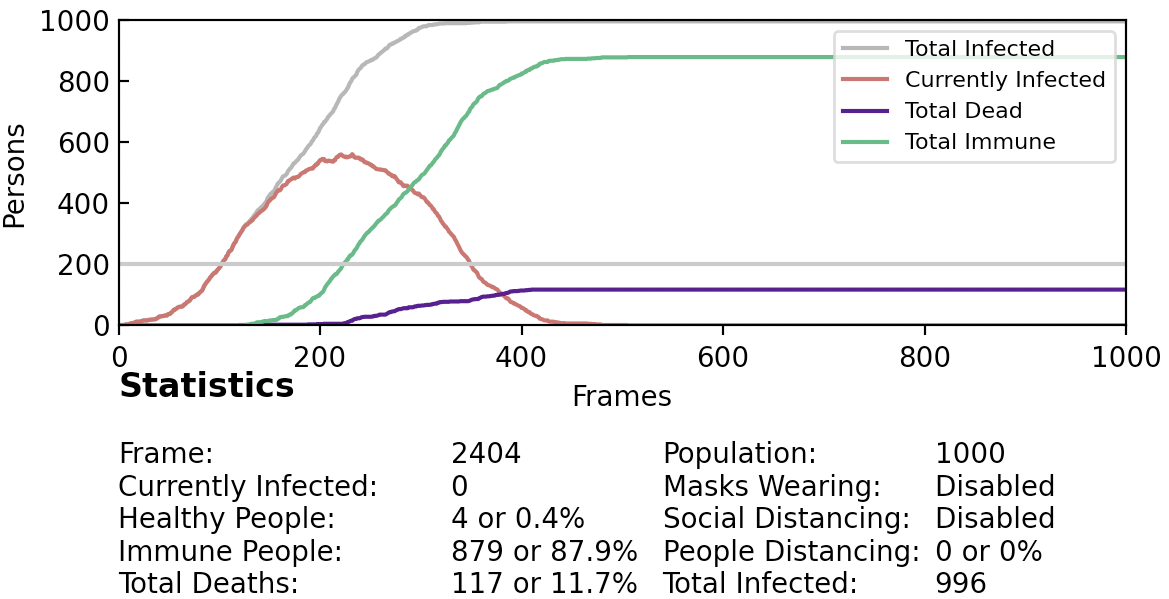 1000
800
600
400
200
0
Persons
Total Infected
Currently Infected
Total Dead
Total Immune
0 200 400 600 800 1000
Frames
Statistics
Frame: 2404 Population: 1000
Currently Infected: 0 Masks Wearing: Disabled
Healthy People: 4 or 0.4% Social Distancing: Disabled
Immune People: 879 or 87.9% People Distancing: 0 or 0%
Total Deaths: 117 or 11.7% Total Infected: 996